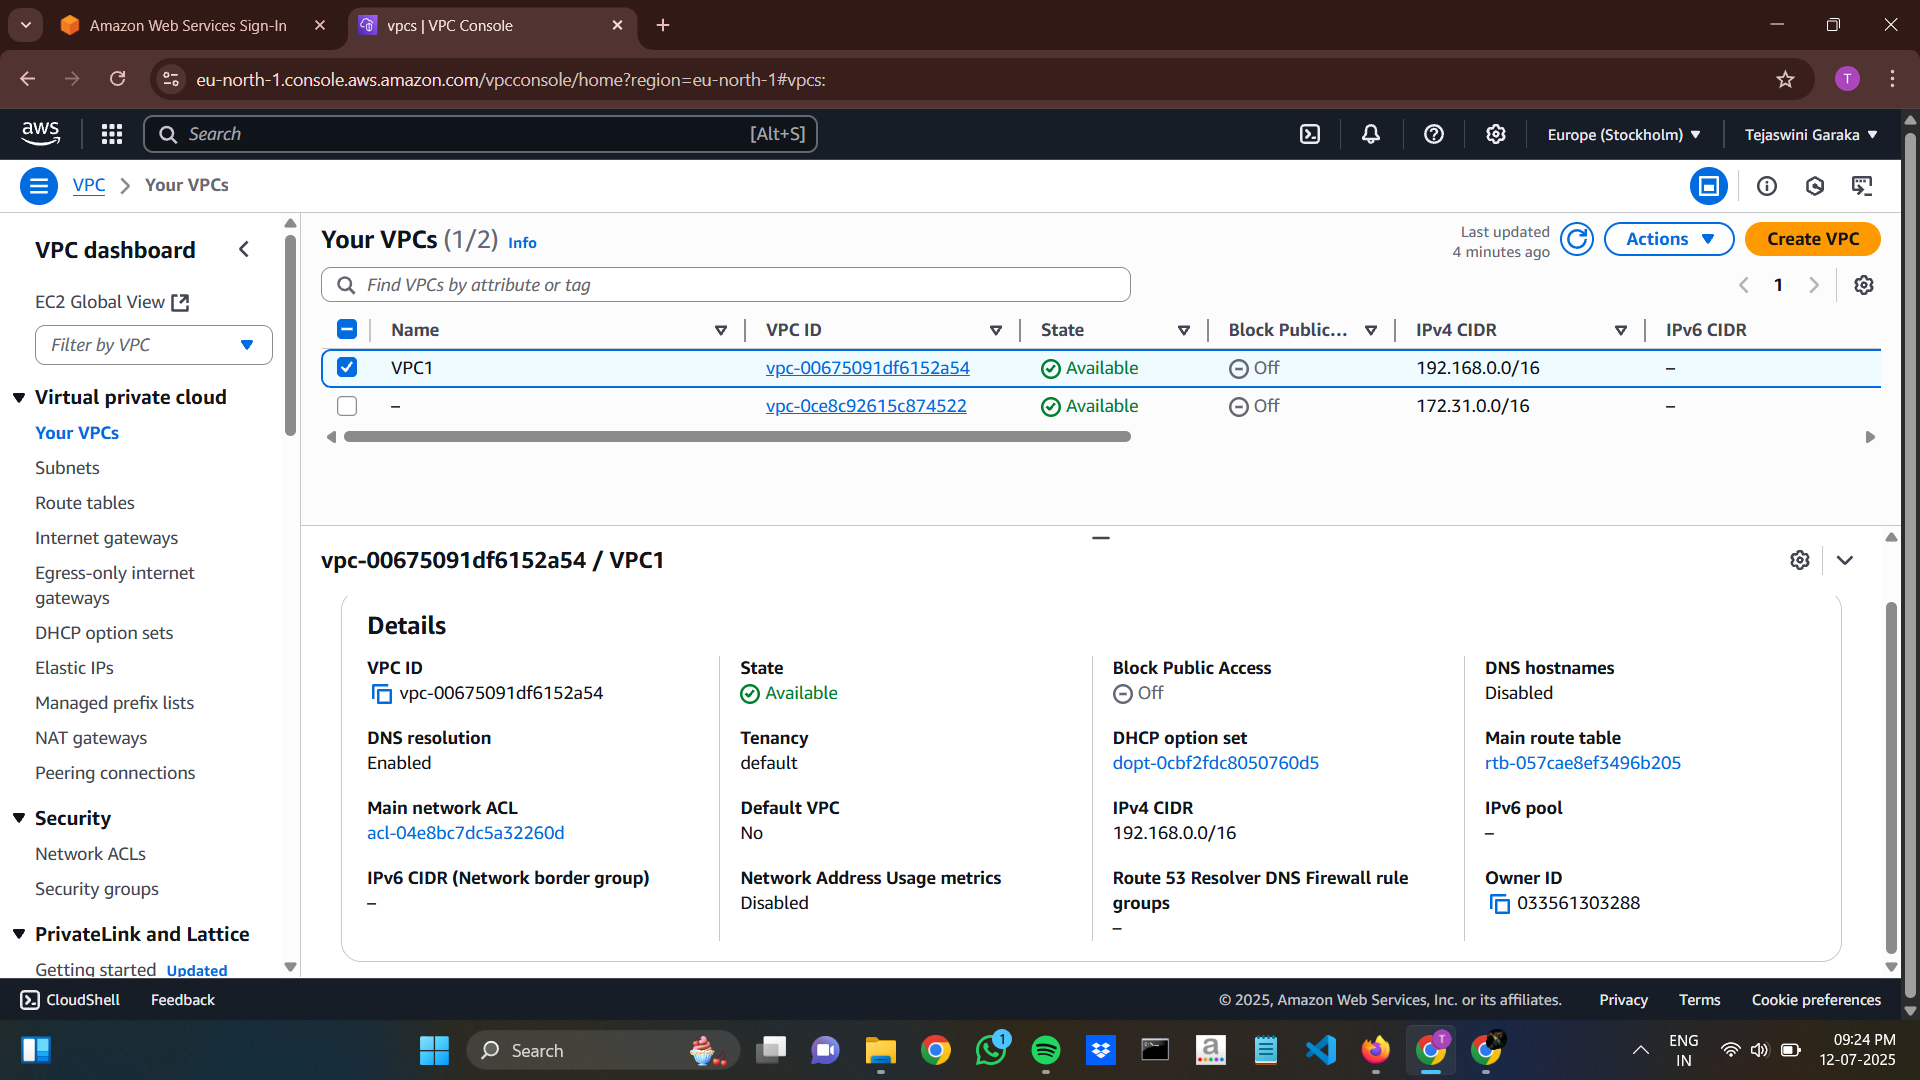 Amazon Web Services Sign-In
vpcs | VPC Console
eu-north-1.console.aws.amazon.com/vpcconsole/home?region=eu-north-1#vpcs:
T
aws
Search
[Alt+S]
Europe (Stockholm)
Tejaswini Garaka
VPC
Your VPCs
VPC dashboard
EC2 Global View
Filter by VPC
Virtual private cloud
Your VPCs
Subnets
Route tables
Internet gateways
Egress-only internet
gateways
DHCP option sets
Elastic IPs
Managed prefix lists
NAT gateways
Peering connections
Security
Network ACLs
Security groups
PrivateLink and Lattice
Getting started Updated
Your VPCs (1/2) Info
Last updated
4 minutes ago
Actions
Create VPC
Find VPCs by attribute or tag
1
Name VPC ID State Block Public... IPv4 CIDR IPv6 CIDR
VPC1 vpc-00675091df6152a54 Available Off 192.168.0.0/16 –
– vpc-0ce8c92615c874522 Available Off 172.31.0.0/16 –
vpc-00675091df6152a54 / VPC1
Details
VPC ID
vpc-00675091df6152a54
State
Available
Block Public Access
Off
DNS hostnames
Disabled
DNS resolution
Enabled
Tenancy
default
DHCP option set
dopt-0cbf2fdc8050760d5
Main route table
rtb-057cae8ef3496b205
Main network ACL
acl-04e8bc7dc5a32260d
Default VPC
No
IPv4 CIDR
192.168.0.0/16
IPv6 pool
–
IPv6 CIDR (Network border group)
–
Network Address Usage metrics
Disabled
Route 53 Resolver DNS Firewall rule
groups
–
Owner ID
033561303288
CloudShell
Feedback
© 2025, Amazon Web Services, Inc. or its affiliates.
Privacy
Terms
Cookie preferences
Search
1
a
T
ENG
IN
09:24 PM
12-07-2025